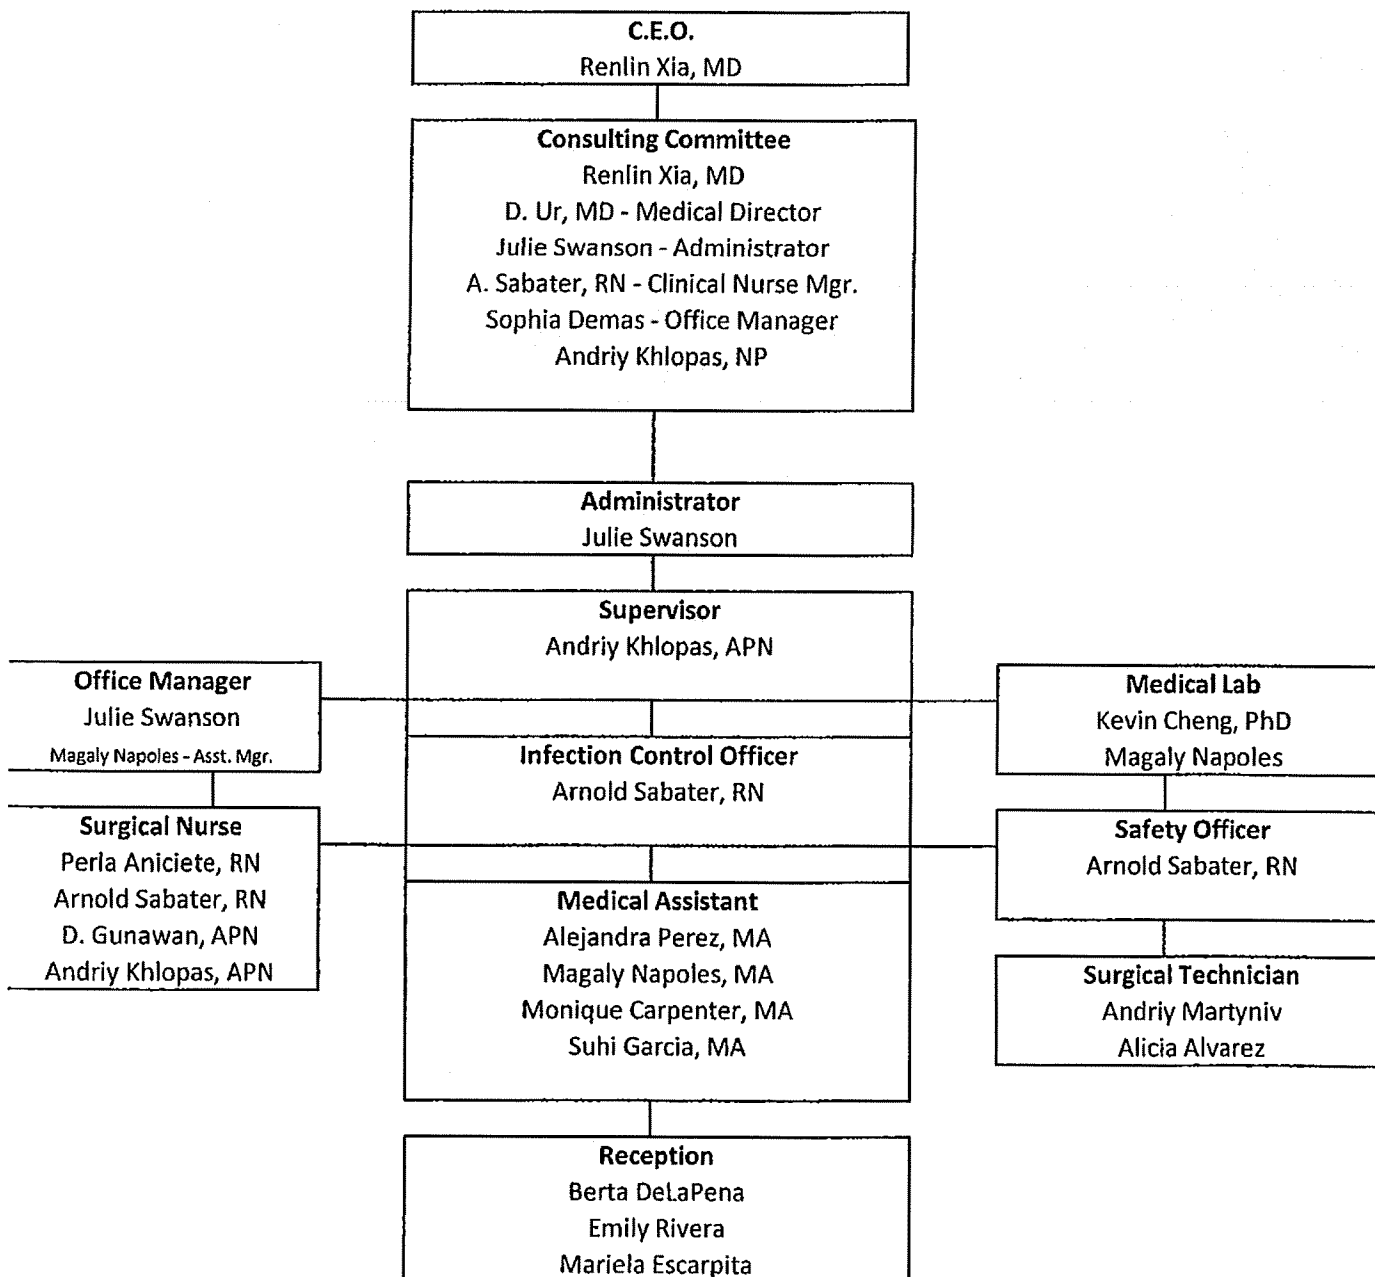 C.E.O.
Renlin Xia, MD
Consulting Committee
Renlin Xia, MD
D. Ur, MD - Medical Director
Julie Swanson - Administrator
A. Sabater, RN - Clinical Nurse Mgr.
Sophia Demas - Office Manager
Andriy Khlopas, NP
Administrator
Julie Swanson
Supervisor
Andriy Khlopas, APN
Office Manager
Julie Swanson
Magaly Napoles - Asst. Mgr.
Medical Lab
Kevin Cheng, PhD
Magaly Napoles
Infection Control Officer
Arnold Sabater, RN
Surgical Nurse
Perla Aniciete, RN
Arnold Sabater, RN
D. Gunawan, APN
Andriy Khlopas, APN
Safety Officer
Arnold Sabater, RN
Medical Assistant
Alejandra Perez, MA
Magaly Napoles, MA
Monique Carpenter, MA
Suhi Garcia, MA
Surgical Technician
Andriy Martyniv
Alicia Alvarez
Reception
Berta DeLaPena
Emily Rivera
Mariela Escarpita